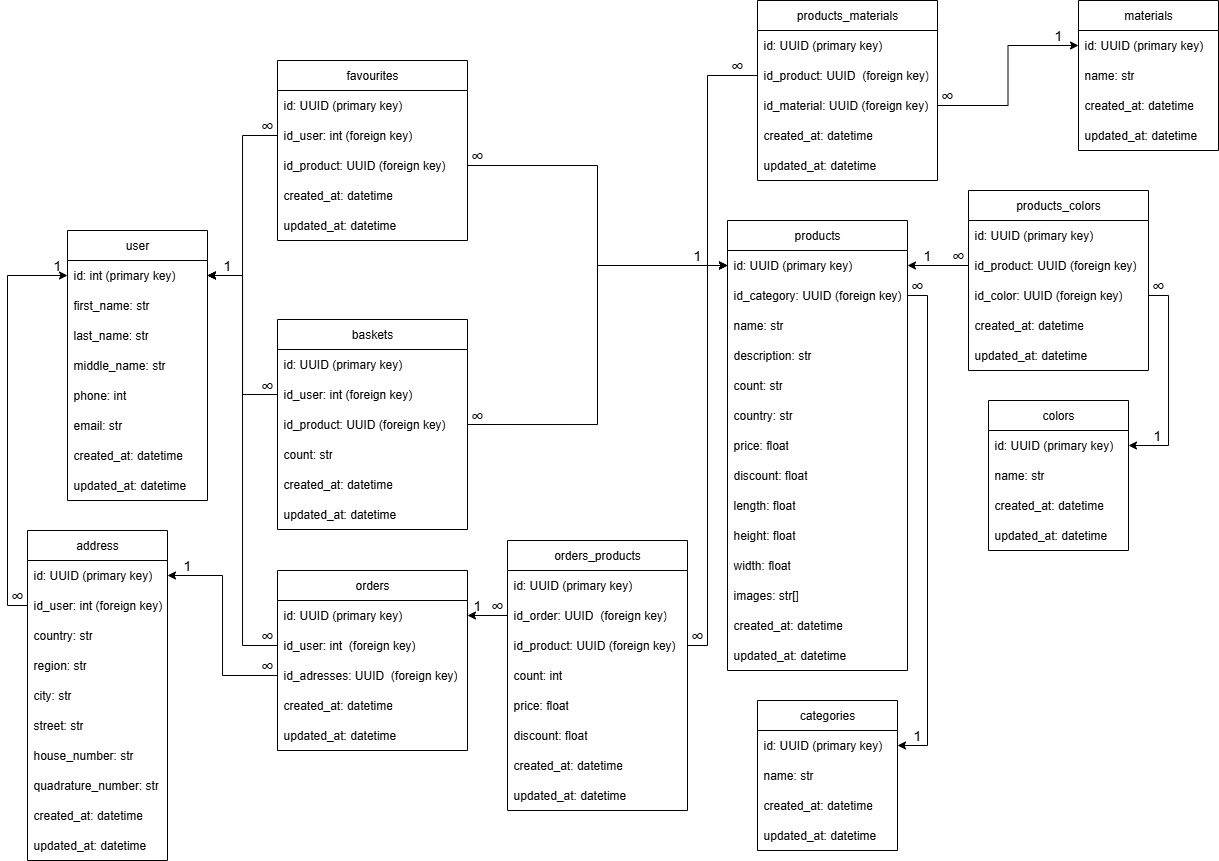 products_materials
id: UUID (primary key)
id_product: UUID  (foreign key)
id_material: UUID (foreign key)
created_at: datetime
updated_at: datetime
materials
id: UUID (primary key)
name: str
created_at: datetime
updated_at: datetime
favourites
id: UUID (primary key)
id_user: int (foreign key)
id_product: UUID (foreign key)
created_at: datetime
updated_at: datetime
user
id: int (primary key)
first_name: str
last_name: str
middle_name: str
phone: int
email: str
created_at: datetime
updated_at: datetime
baskets
id: UUID (primary key)
id_user: int (foreign key)
id_product: UUID (foreign key)
count: str
created_at: datetime
updated_at: datetime
products
id: UUID (primary key)
id_category: UUID (foreign key)
name: str
description: str
count: str
country: str
price: float
discount: float
length: float
height: float
width: float
images: str[]
created_at: datetime
updated_at: datetime
products_colors
id: UUID (primary key)
id_product: UUID (foreign key)
id_color: UUID (foreign key)
created_at: datetime
updated_at: datetime
colors
id: UUID (primary key)
name: str
created_at: datetime
updated_at: datetime
address
id: UUID (primary key)
id_user: int (foreign key)
country: str
region: str
city: str
street: str
house_number: str
quadrature_number: str
created_at: datetime
updated_at: datetime
orders
id: UUID (primary key)
id_user: int  (foreign key)
id_adresses: UUID  (foreign key)
created_at: datetime
updated_at: datetime
orders_products
id: UUID (primary key)
id_order: UUID  (foreign key)
id_product: UUID (foreign key)
count: int
price: float
discount: float
created_at: datetime
updated_at: datetime
categories
id: UUID (primary key)
name: str
created_at: datetime
updated_at: datetime
∞
∞
1
∞
∞
1
1
∞
∞
1
1
∞
∞
∞
1
1
∞
∞
∞
1
∞
∞
1